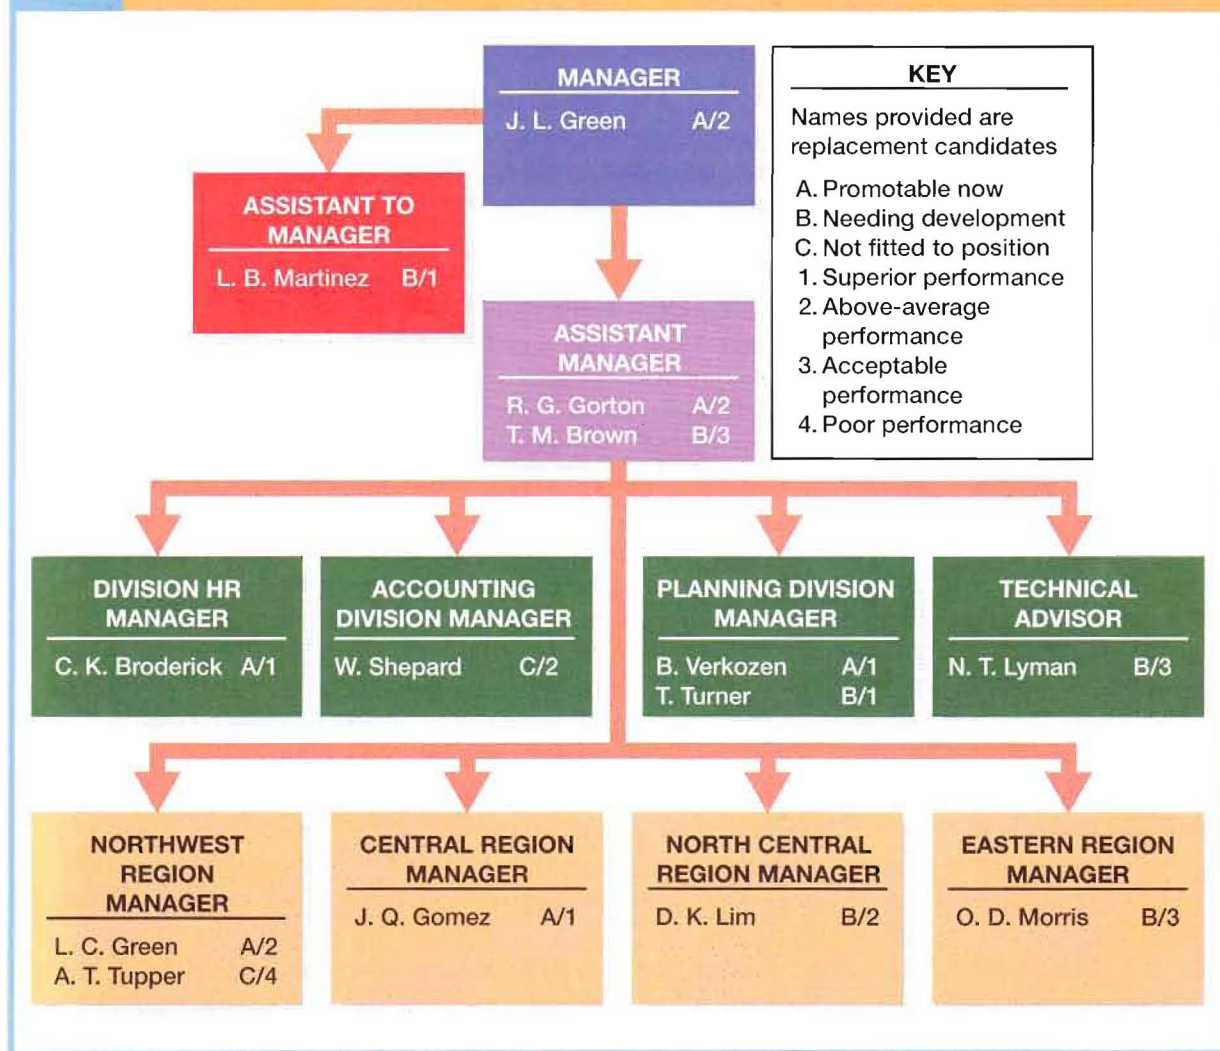 MANAGER
J. L. Green A/2
KEY
Names provided are
replacement candidates
A. Promotable now
B. Needing development
C. Not fitted to position
1. Superior performance
2. Above-average
performance
3. Acceptable
performance
4. Poor performance
ASSISTANT TO
MANAGER
L. B. Martinez B/1
ASSISTANT
MANAGER
R. G. Gorton A/2
T. M. Brown B/3
DIVISION HR
MANAGER
C. K. Broderick A/1
ACCOUNTING
DIVISION MANAGER
W. Shepard C/2
PLANNING DIVISION
MANAGER
B. Verkozen A/1
T. Turner B/1
TECHNICAL
ADVISOR
N. T. Lyman B/3
NORTHWEST
REGION
MANAGER
L. C. Green A/2
A. T. Tupper C/4
CENTRAL REGION
MANAGER
J. Q. Gomez A/1
NORTH CENTRAL
REGION MANAGER
D. K. Lim B/2
EASTERN REGION
MANAGER
O. D. Morris B/3